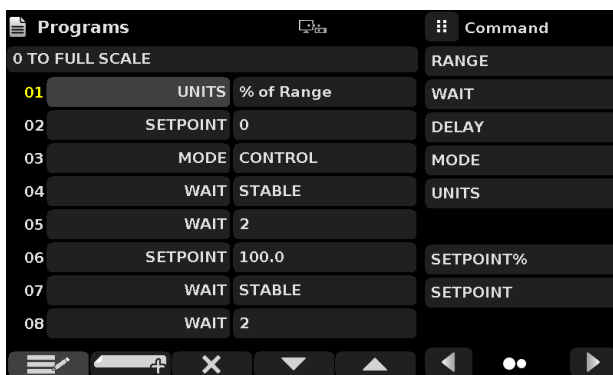 Programs
0 TO FULL SCALE
01 UNITS % of Range
02 SETPOINT 0
03 MODE CONTROL
04 WAIT STABLE
05 WAIT 2
06 SETPOINT 100.0
07 WAIT STABLE
08 WAIT 2
Command
RANGE
WAIT
DELAY
MODE
UNITS
SETPOINT%
SETPOINT